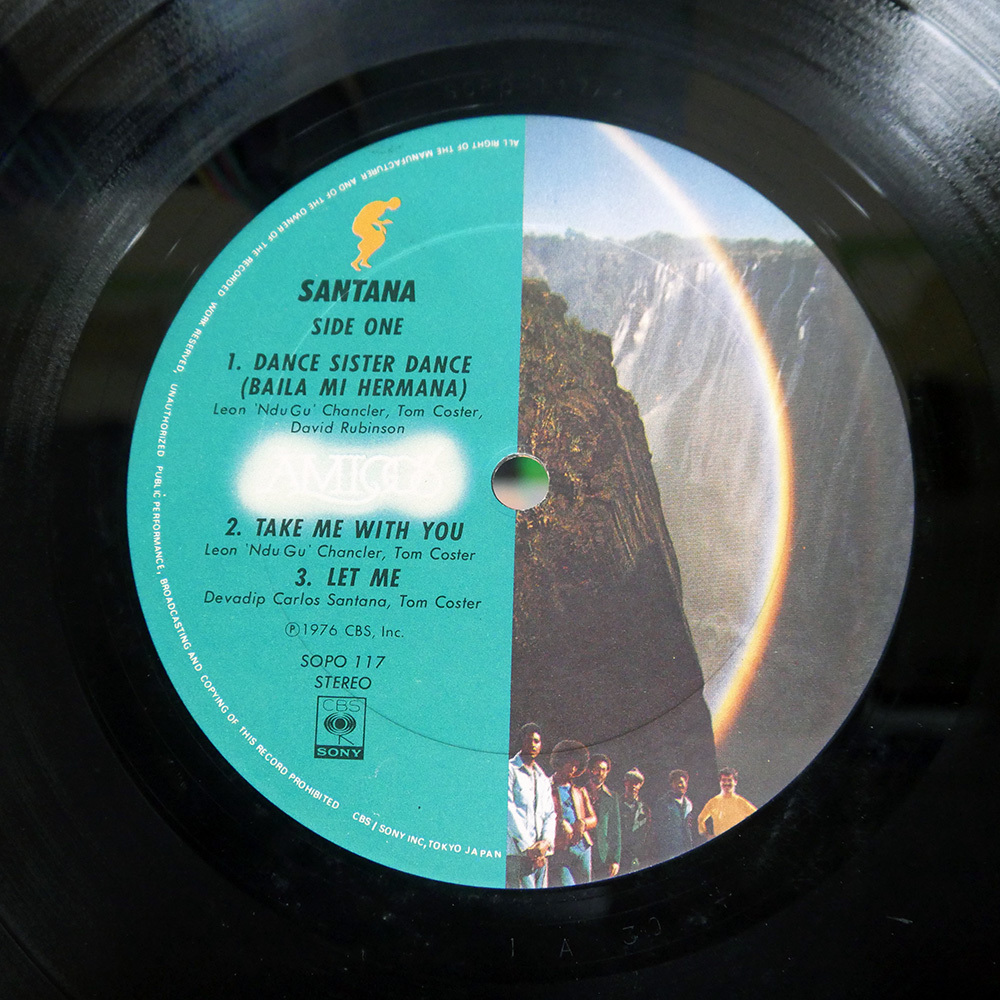 SANTANA
SIDE ONE
1. DANCE SISTER DANCE
(BAILA MI HERMANA)
Leon 'NduGu' Chancler, Tom Coster,
David Rubinson
AMIGOS
2. TAKE ME WITH YOU
Leon 'NduGu' Chancler, Tom Coster
3. LET ME
Devadip Carlos Santana, Tom Coster
Ⓟ1976 CBS, Inc.
SOPO 117
STEREO
CBS
SONY
ALL RIGHT OF THE MANUFACTURER AND OF THE OWNER OF THE RECORDED WORK RESERVED, UNAUTHORIZED PUBLIC PERFORMANCE, BROADCASTING AND COPYING OF THIS RECORD PROHIBITED CBS / SONY INC, TOKYO JAPAN